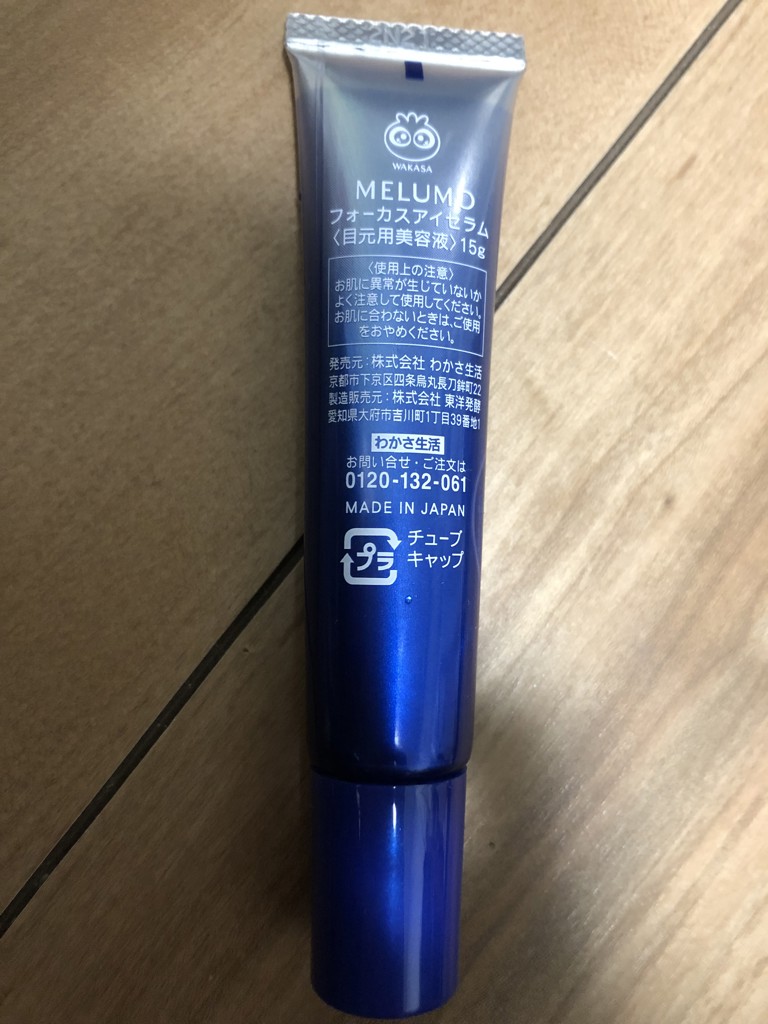 2N21
WAKASA
MELUMO
フォーカスアイセラム
〈目元用美容液〉15g
〈使用上の注意〉
お肌に異常が生じていないか
よく注意して使用してください。
お肌に合わないときは、ご使用
をおやめください。
発売元：株式会社 わかさ生活
京都市下京区四条烏丸長刀鉾町22
製造販売元：株式会社 東洋発酵
愛知県大府市吉川町1丁目39番地1
わかさ生活
お問い合せ・ご注文は
0120-132-061
MADE IN JAPAN
プラ
チューブ
キャップ